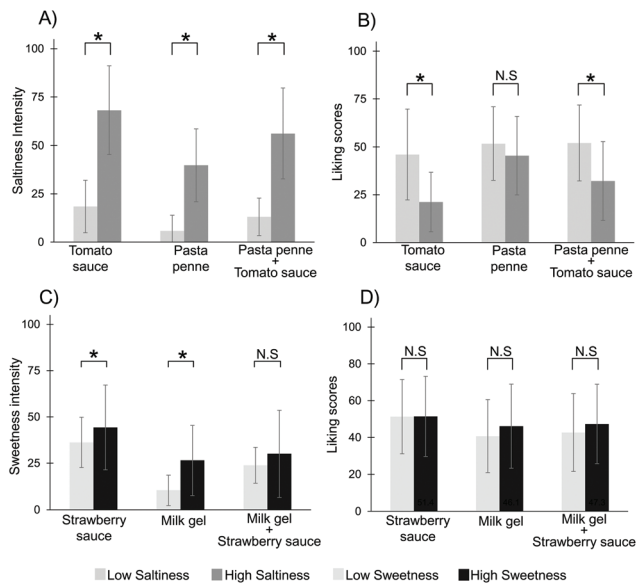 A)
100
75
50
25
0
Saltiness Intensity
*
*
*
Tomato
sauce
Pasta
penne
Pasta penne
+
Tomato sauce
B)
100
75
50
25
0
Liking scores
*
N.S
*
Tomato
sauce
Pasta
penne
Pasta penne
+
Tomato sauce
C)
100
75
50
25
0
Sweetness intensity
*
*
N.S
Strawberry
sauce
Milk gel
Milk gel
+
Strawberry sauce
D)
100
80
60
40
20
0
Liking scores
N.S
N.S
N.S
Strawberry
sauce
Milk gel
Milk gel
+
Strawberry sauce
Low Saltiness
High Saltiness
Low Sweetness
High Sweetness